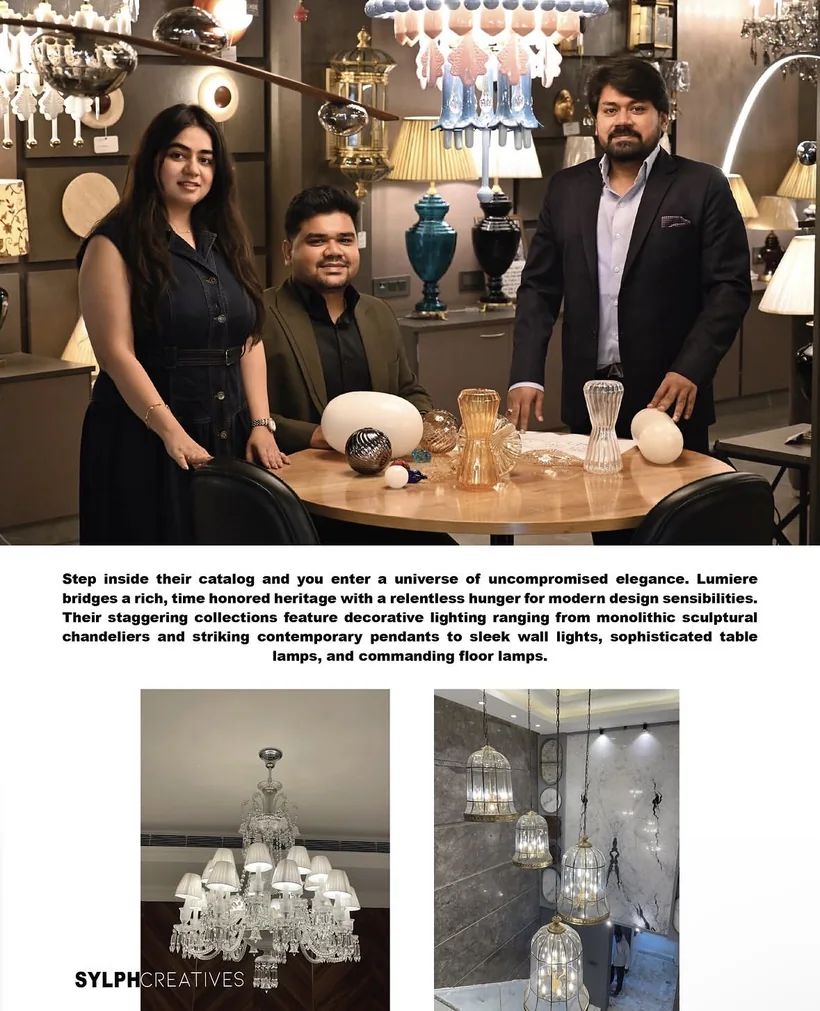 Step inside their catalog and you enter a universe of uncompromised elegance. Lumiere
bridges a rich, time honored heritage with a relentless hunger for modern design sensibilities.
Their staggering collections feature decorative lighting ranging from monolithic sculptural
chandeliers and striking contemporary pendants to sleek wall lights, sophisticated table
lamps, and commanding floor lamps.
SYLPHCREATIVES